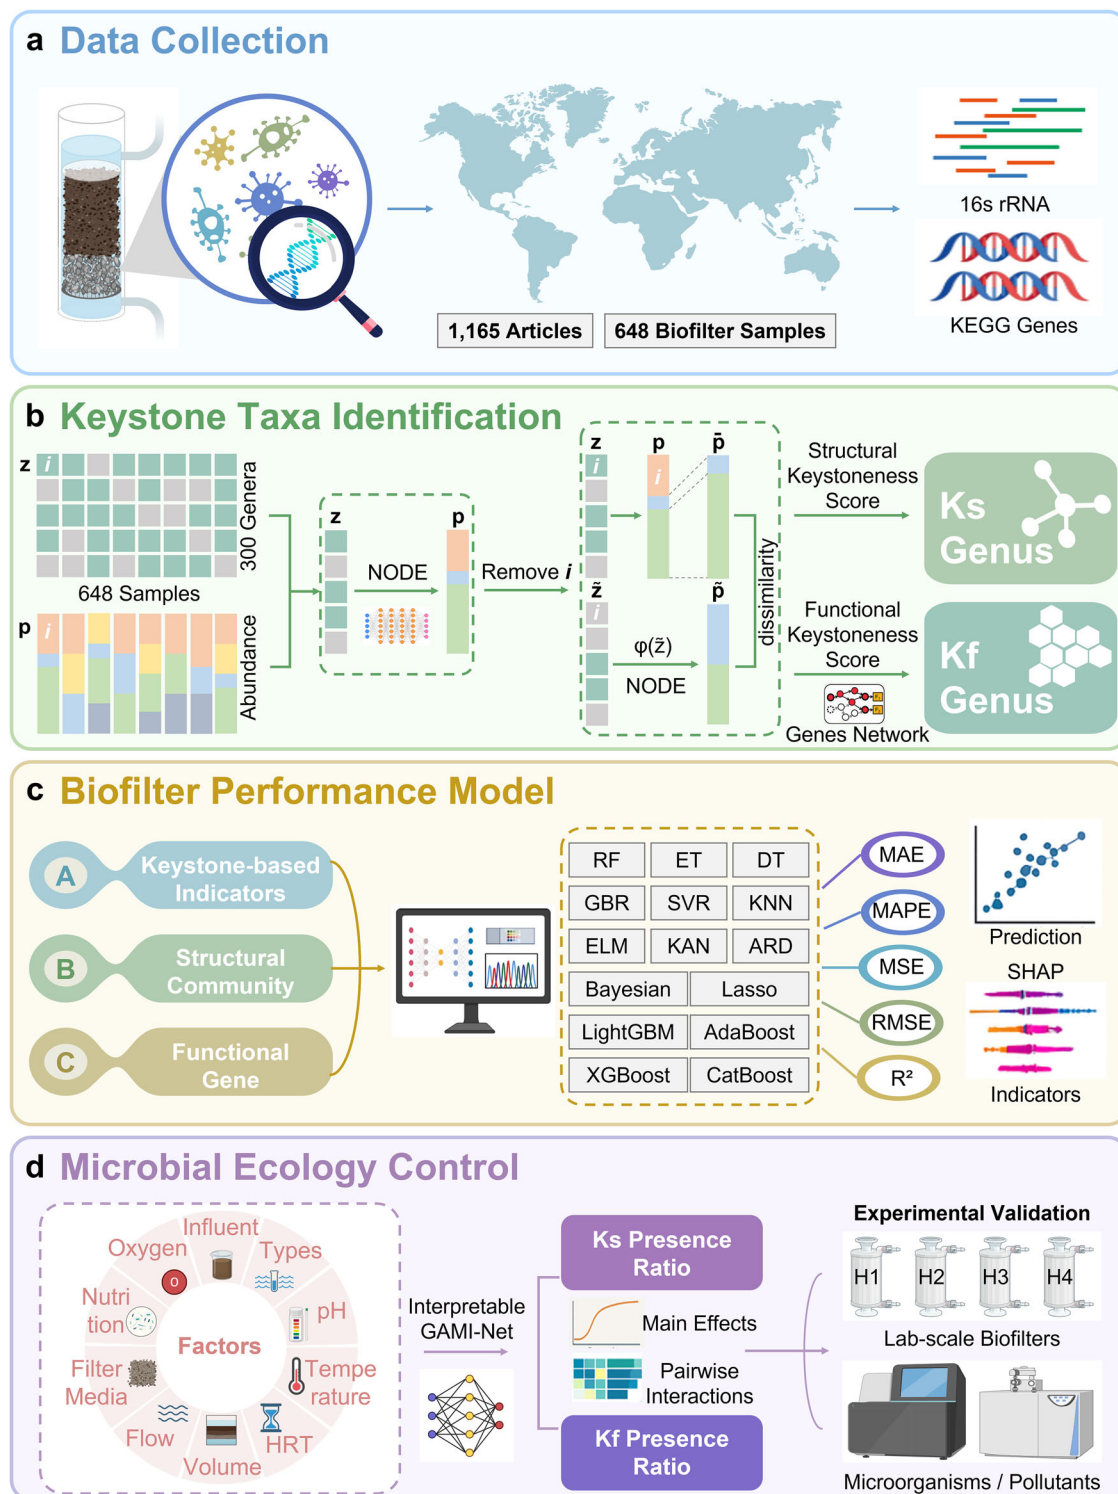 a Data Collection
16s rRNA
1,165 Articles
648 Biofilter Samples
KEGG Genes
b Keystone Taxa Identification
z
i
300 Genera
648 Samples
p
i
Abundance
z
p
NODE
Remove i
z
p
p̄
i
i
z̃
p̃
i
φ(z̃)
NODE
dissimilarity
Structural
Keystoneness
Score
Ks
Genus
Functional
Keystoneness
Score
Genes Network
Kf
Genus
c Biofilter Performance Model
A
Keystone-based
Indicators
B
Structural
Community
C
Functional
Gene
RF
ET
DT
GBR
SVR
KNN
ELM
KAN
ARD
Bayesian
Lasso
LightGBM
AdaBoost
XGBoost
CatBoost
MAE
MAPE
MSE
RMSE
R²
Prediction
SHAP
Indicators
d Microbial Ecology Control
Influent
Types
pH
Tempe
rature
HRT
Volume
Flow
Filter
Media
Nutri
tion
Oxygen
O
Factors
Interpretable
GAMI-Net
Ks Presence
Ratio
Main Effects
Pairwise
Interactions
Kf Presence
Ratio
Experimental Validation
H1
H2
H3
H4
Lab-scale Biofilters
Microorganisms / Pollutants